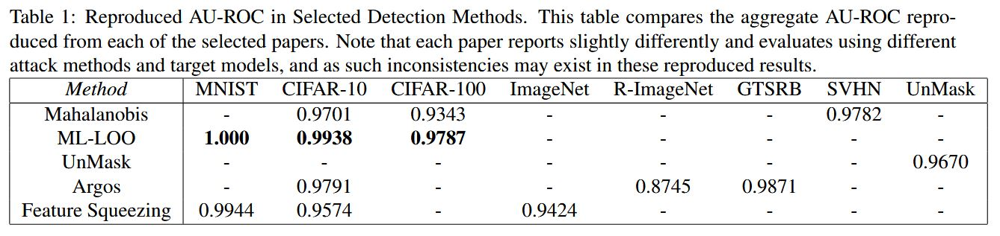 Table 1: Reproduced AU-ROC in Selected Detection Methods. This table compares the aggregate AU-ROC repro-
duced from each of the selected papers. Note that each paper reports slightly differently and evaluates using different
attack methods and target models, and as such inconsistencies may exist in these reproduced results.
Method MNIST CIFAR-10 CIFAR-100 ImageNet R-ImageNet GTSRB SVHN UnMask
Mahalanobis - 0.9701 0.9343 - - - 0.9782 -
ML-LOO 1.000 0.9938 0.9787 - - - - -
UnMask - - - - - - - 0.9670
Argos - 0.9791 - - 0.8745 0.9871 - -
Feature Squeezing 0.9944 0.9574 - 0.9424 - - - -